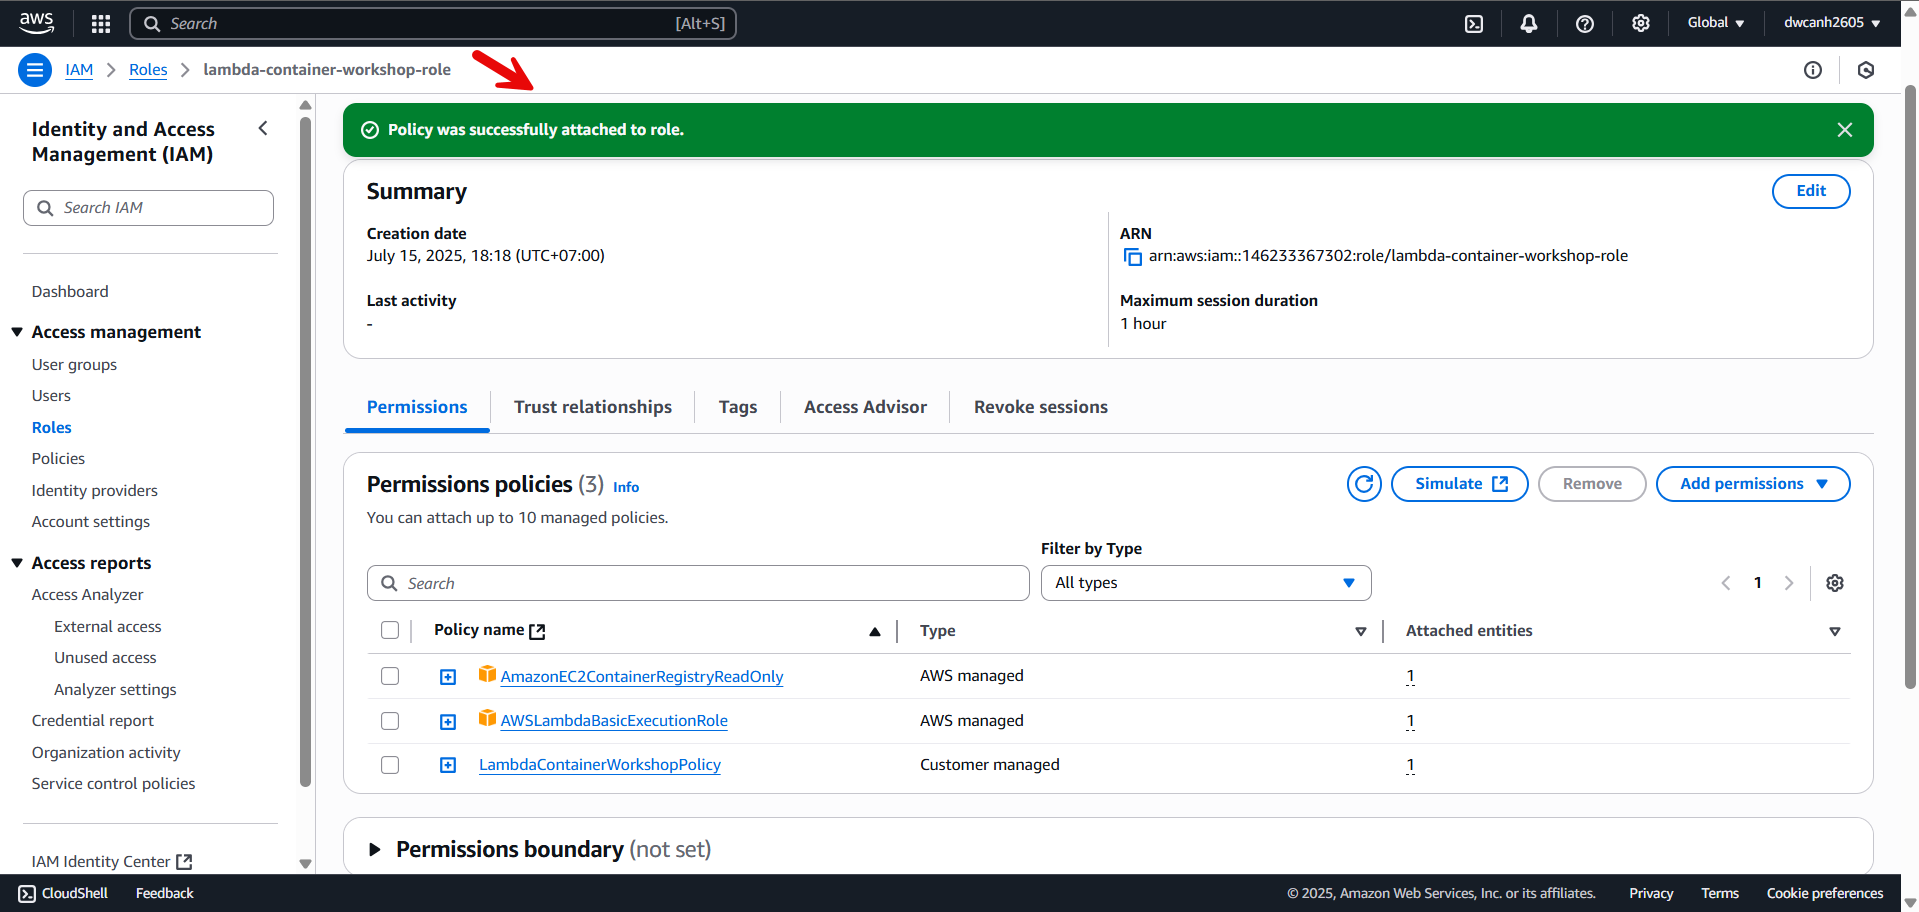 aws
Search
[Alt+S]
Global
dwcanh2605
IAM
Roles
lambda-container-workshop-role
Identity and Access
Management (IAM)
Search IAM
Dashboard
Access management
User groups
Users
Roles
Policies
Identity providers
Account settings
Access reports
Access Analyzer
External access
Unused access
Analyzer settings
Credential report
Organization activity
Service control policies
IAM Identity Center
Policy was successfully attached to role.
Summary
Edit
Creation date
July 15, 2025, 18:18 (UTC+07:00)
ARN
arn:aws:iam::146233367302:role/lambda-container-workshop-role
Last activity
-
Maximum session duration
1 hour
Permissions
Trust relationships
Tags
Access Advisor
Revoke sessions
Permissions policies (3) Info
You can attach up to 10 managed policies.
Simulate
Remove
Add permissions
Filter by Type
Search
All types
1
Policy name
Type
Attached entities
AmazonEC2ContainerRegistryReadOnly
AWS managed
1
AWSLambdaBasicExecutionRole
AWS managed
1
LambdaContainerWorkshopPolicy
Customer managed
1
Permissions boundary (not set)
CloudShell
Feedback
© 2025, Amazon Web Services, Inc. or its affiliates.
Privacy
Terms
Cookie preferences